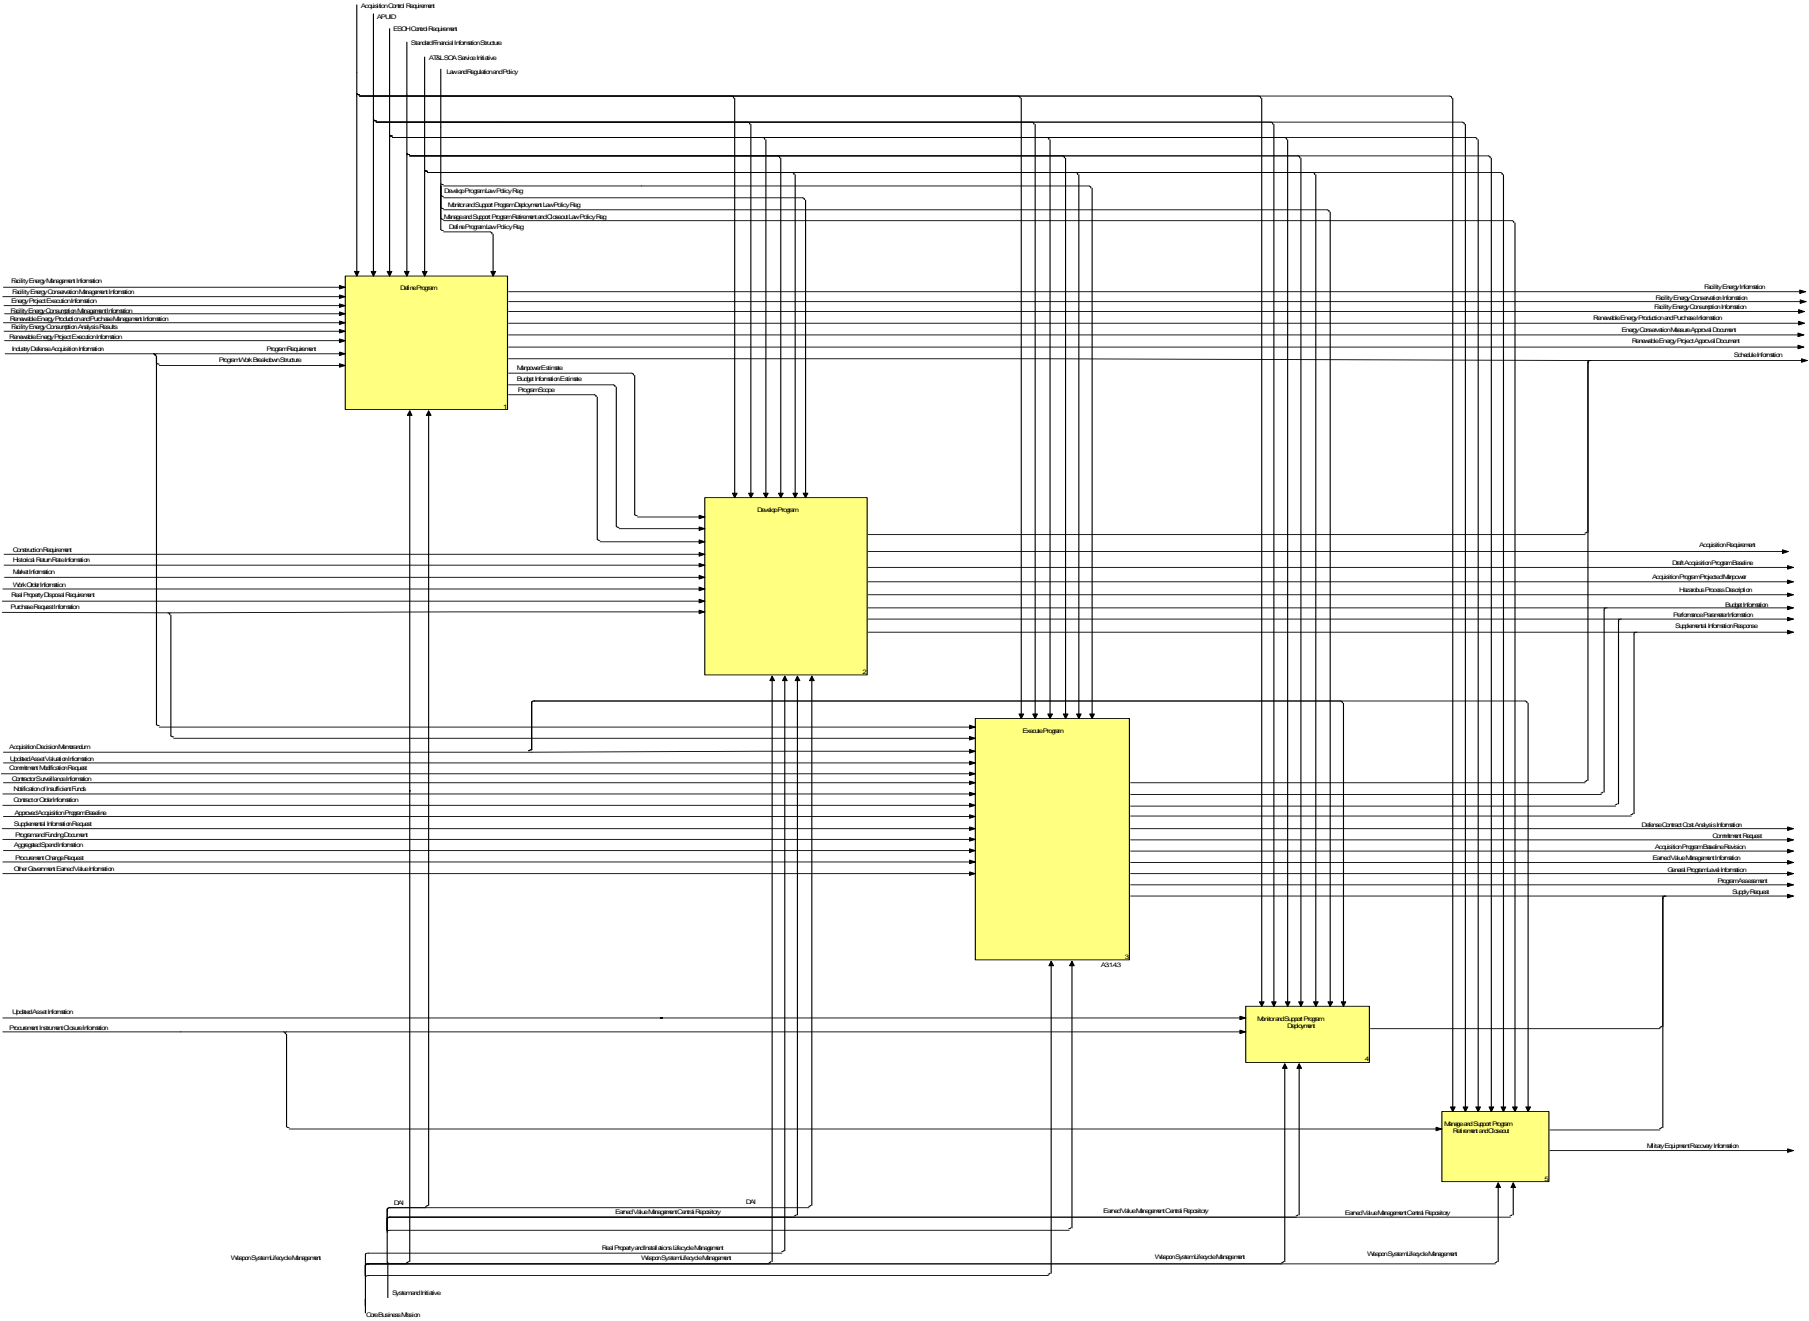 Acquisition Control Requirement
APUID
ESOH Control Requirement
Standard Financial Information Structure
AT&L SOA Service Initiative
Law and Regulation and Policy
Develop Program Law Policy Reg
Monitor and Support Program Deployment Law Policy Reg
Manage and Support Program Retirement and Closeout Law Policy Reg
Define Program Law Policy Reg
Facility Energy Management Information
Facility Energy Conservation Management Information
Energy Project Execution Information
Facility Energy Consumption Management Information
Renewable Energy Production and Purchase Management Information
Facility Energy Consumption Analysis Results
Renewable Energy Project Execution Information
Industry Defense Acquisition Information
Program Requirement
Program Work Breakdown Structure
Define Program
1
Facility Energy Information
Facility Energy Conservation Information
Facility Energy Consumption Information
Renewable Energy Production and Purchase Information
Energy Conservation Measure Approval Document
Renewable Energy Project Approval Document
Schedule Information
Manpower Estimate
Budget Information Estimate
Program Scope
Develop Program
2
Construction Requirement
Historical Return Rate Information
Market Information
Work Order Information
Real Property Disposal Requirement
Purchase Request Information
Acquisition Requirement
Draft Acquisition Program Baseline
Acquisition Program Projected Manpower
Hazardous Process Description
Budget Information
Performance Parameter Information
Supplemental Information Response
Execute Program
3
A3.1.4.3
Acquisition Decision Memorandum
Updated Asset Valuation Information
Commitment Modification Request
Contractor Surveillance Information
Notification of Insufficient Funds
Contract or Order Information
Approved Acquisition Program Baseline
Supplemental Information Request
Program and Funding Document
Aggregated Spend Information
Procurement Change Request
Other Government Earned Value Information
Defense Contract Cost Analysis Information
Commitment Request
Acquisition Program Baseline Revision
Earned Value Management Information
General Program Level Information
Program Assessment
Supply Request
Updated Asset Information
Procurement Instrument Closure Information
Monitor and Support Program
Deployment
4
Manage and Support Program
Retirement and Closeout
5
Military Equipment Recovery Information
DAI
DAI
Earned Value Management Central Repository
Earned Value Management Central Repository
Earned Value Management Central Repository
Real Property and Installations Lifecycle Management
Weapon System Lifecycle Management
Weapon System Lifecycle Management
Weapon System Lifecycle Management
Weapon System Lifecycle Management
System and Initiative
Core Business Mission